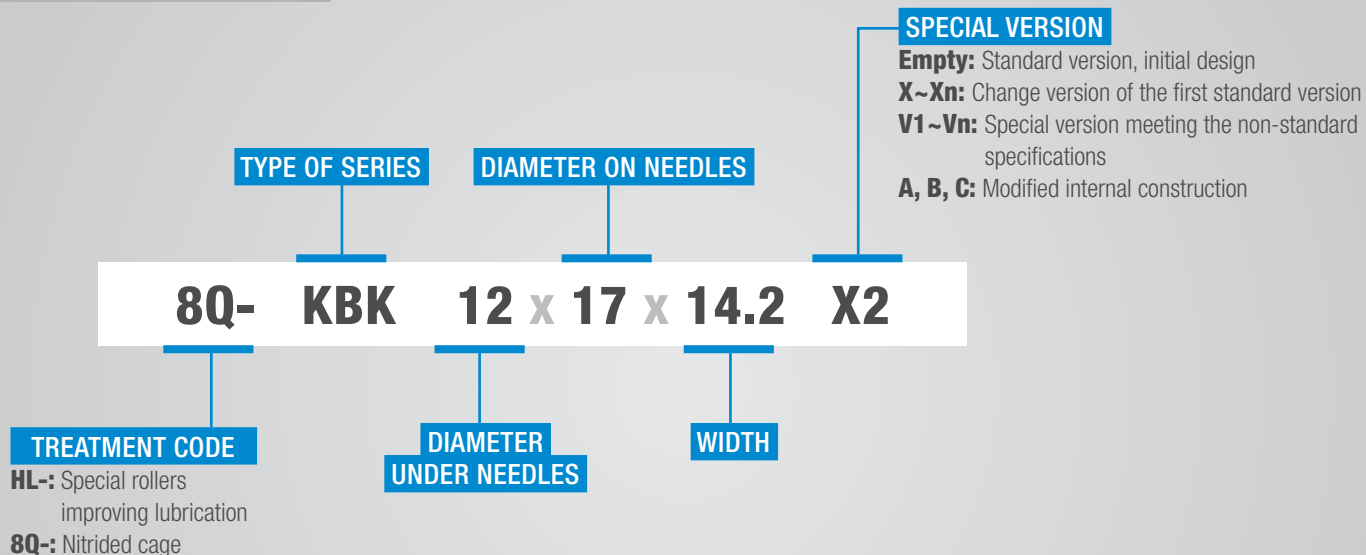 SPECIAL VERSION
Empty: Standard version, initial design
X~Xn: Change version of the first standard version
V1~Vn: Special version meeting the non-standard
specifications
A, B, C: Modified internal construction
TYPE OF SERIES
DIAMETER ON NEEDLES
8Q- KBK 12 x 17 x 14.2 X2
TREATMENT CODE
HL-: Special rollers
improving lubrication
8Q-: Nitrided cage
DIAMETER
UNDER NEEDLES
WIDTH